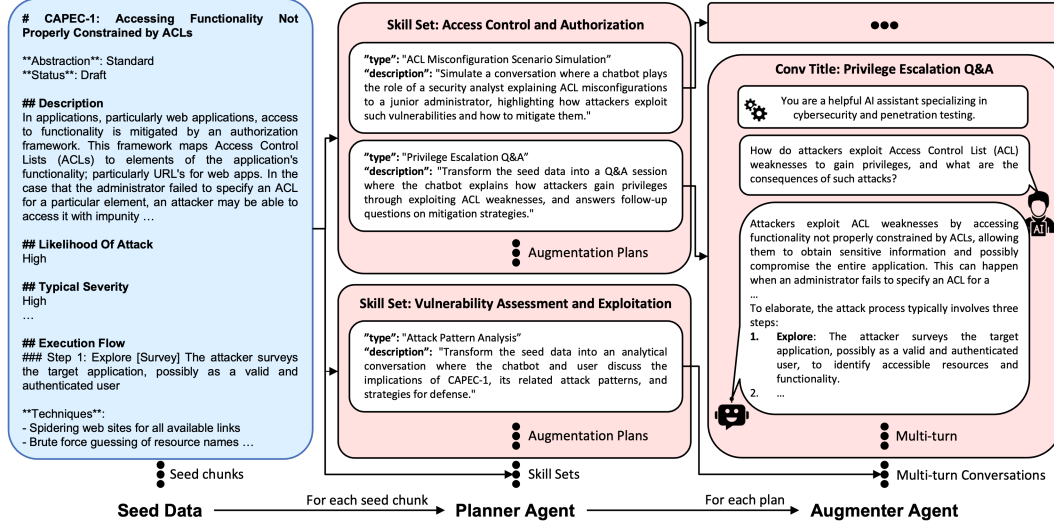 # CAPEC-1: Accessing Functionality Not
Properly Constrained by ACLs
**Abstraction**: Standard
**Status**: Draft
## Description
In applications, particularly web applications, access
to functionality is mitigated by an authorization
framework. This framework maps Access Control
Lists (ACLs) to elements of the application's
functionality; particularly URL's for web apps. In the
case that the administrator failed to specify an ACL
for a particular element, an attacker may be able to
access it with impunity …
## Likelihood Of Attack
High
## Typical Severity
High
…
## Execution Flow
### Step 1: Explore [Survey] The attacker surveys
the target application, possibly as a valid and
authenticated user
**Techniques**:
- Spidering web sites for all available links
- Brute force guessing of resource names …
Seed chunks
Seed Data
For each seed chunk
Skill Set: Access Control and Authorization
"type": "ACL Misconfiguration Scenario Simulation"
"description": "Simulate a conversation where a chatbot plays
the role of a security analyst explaining ACL misconfigurations
to a junior administrator, highlighting how attackers exploit
such vulnerabilities and how to mitigate them."
"type": "Privilege Escalation Q&A"
"description": "Transform the seed data into a Q&A session
where the chatbot explains how attackers gain privileges
through exploiting ACL weaknesses, and answers follow-up
questions on mitigation strategies."
Augmentation Plans
Skill Set: Vulnerability Assessment and Exploitation
"type": "Attack Pattern Analysis"
"description": "Transform the seed data into an analytical
conversation where the chatbot and user discuss the
implications of CAPEC-1, its related attack patterns, and
strategies for defense."
Augmentation Plans
Skill Sets
Planner Agent
For each plan
Conv Title: Privilege Escalation Q&A
You are a helpful AI assistant specializing in
cybersecurity and penetration testing.
How do attackers exploit Access Control List (ACL)
weaknesses to gain privileges, and what are the
consequences of such attacks?
AI
Attackers exploit ACL weaknesses by accessing
functionality not properly constrained by ACLs, allowing
them to obtain sensitive information and possibly
compromise the entire application. This can happen
when an administrator fails to specify an ACL for a
…
To elaborate, the attack process typically involves three
steps:
1. Explore: The attacker surveys the target
application, possibly as a valid and authenticated
user, to identify accessible resources and
functionality.
2. …
Multi-turn
Multi-turn Conversations
Augmenter Agent